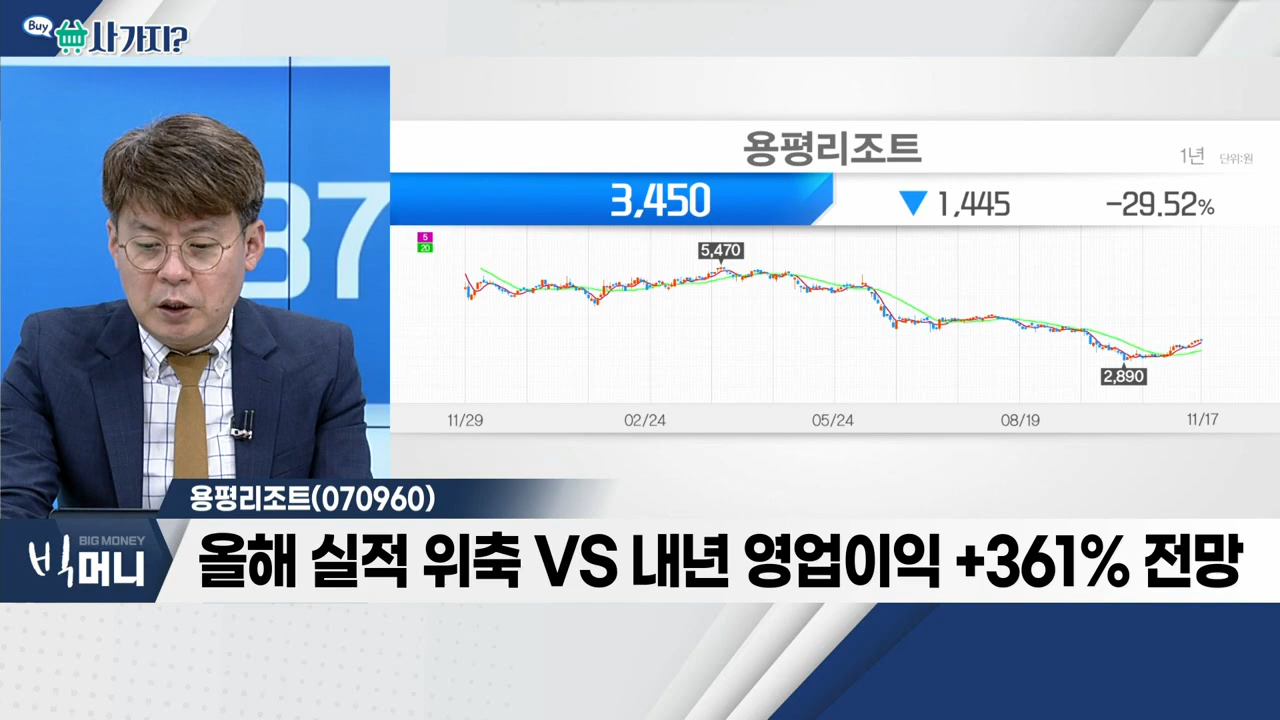 Buy
사가지?
37
용평리조트
1년 단위:원
3,450 ▼ 1,445 -29.52%
5
20
5,470
2,890
11/29 02/24 05/24 08/19 11/17
용평리조트(070960)
BIG MONEY
빅머니
올해 실적 위축 VS 내년 영업이익 +361% 전망